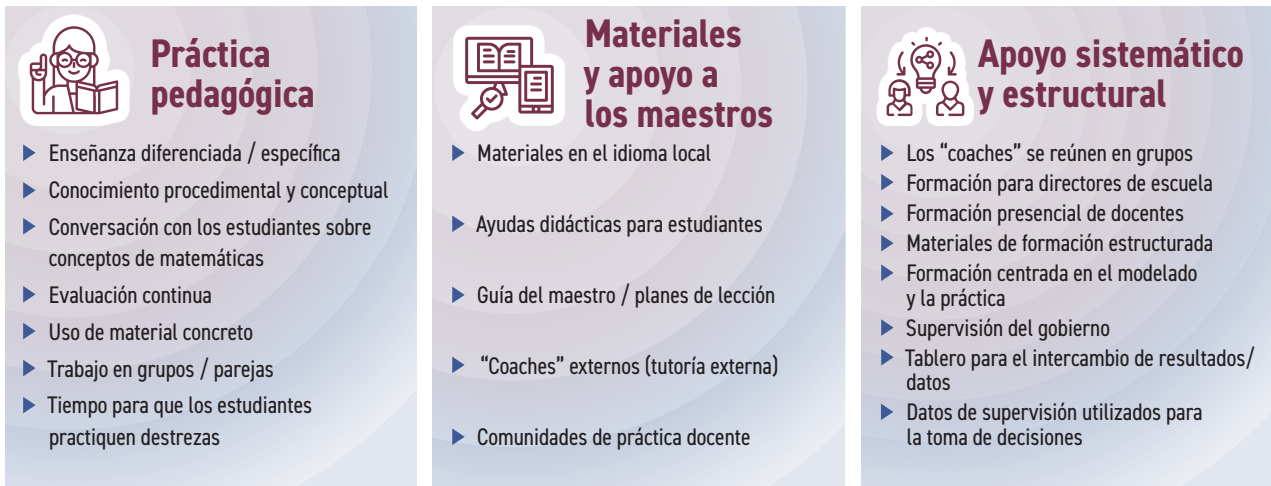 Práctica
pedagógica
Enseñanza diferenciada / específica
Conocimiento procedimental y conceptual
Conversación con los estudiantes sobre
conceptos de matemáticas
Evaluación continua
Uso de material concreto
Trabajo en grupos / parejas
Tiempo para que los estudiantes
practiquen destrezas
Materiales
y apoyo a
los maestros
Materiales en el idioma local
Ayudas didácticas para estudiantes
Guía del maestro / planes de lección
“Coaches” externos (tutoría externa)
Comunidades de práctica docente
Apoyo sistemático
y estructural
Los “coaches” se reúnen en grupos
Formación para directores de escuela
Formación presencial de docentes
Materiales de formación estructurada
Formación centrada en el modelado
y la práctica
Supervisión del gobierno
Tablero para el intercambio de resultados/
datos
Datos de supervisión utilizados para
la toma de decisiones